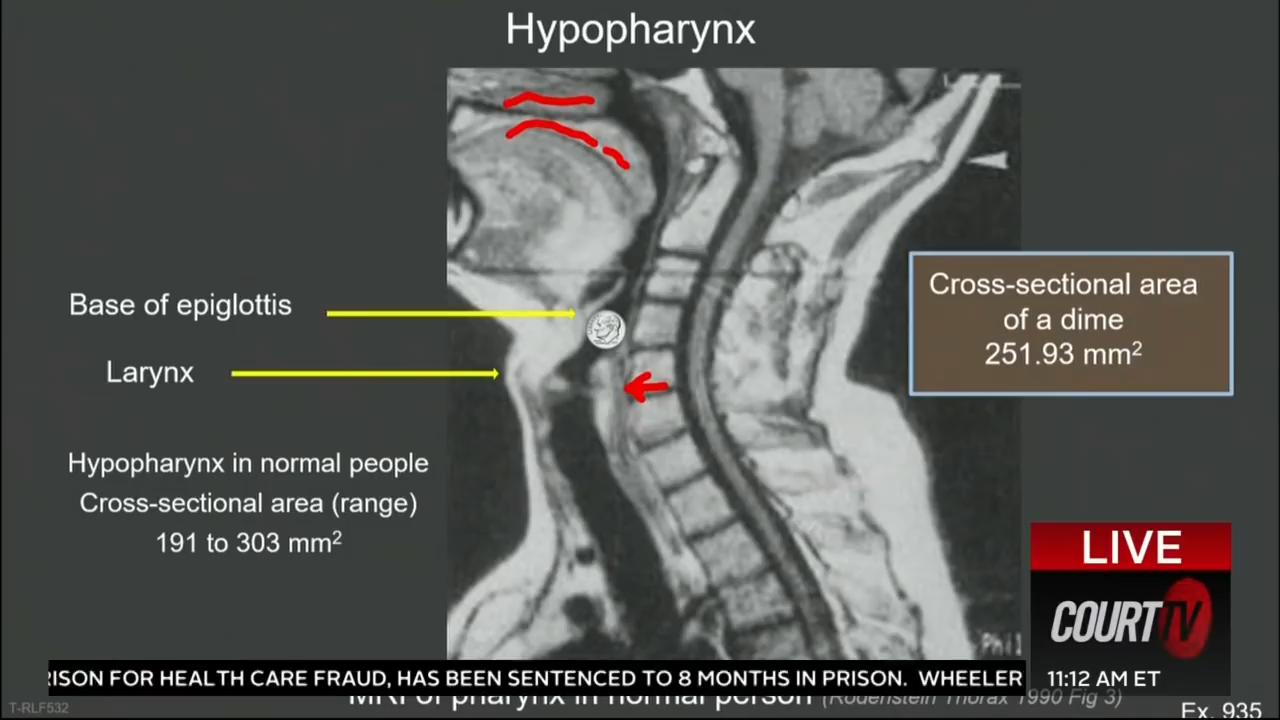 Hypopharynx
Base of epiglottis
Larynx
Hypopharynx in normal people
Cross-sectional area (range)
191 to 303 mm²
Cross-sectional area
of a dime
251.93 mm²
Phil
LIVE
COURT TV
11:12 AM ET
RISON FOR HEALTH CARE FRAUD, HAS BEEN SENTENCED TO 8 MONTHS IN PRISON. WHEELER
MRI of pharynx in normal person (Rodenstein Thorax 1990 Fig 3)
T-RLF532
Ex. 935